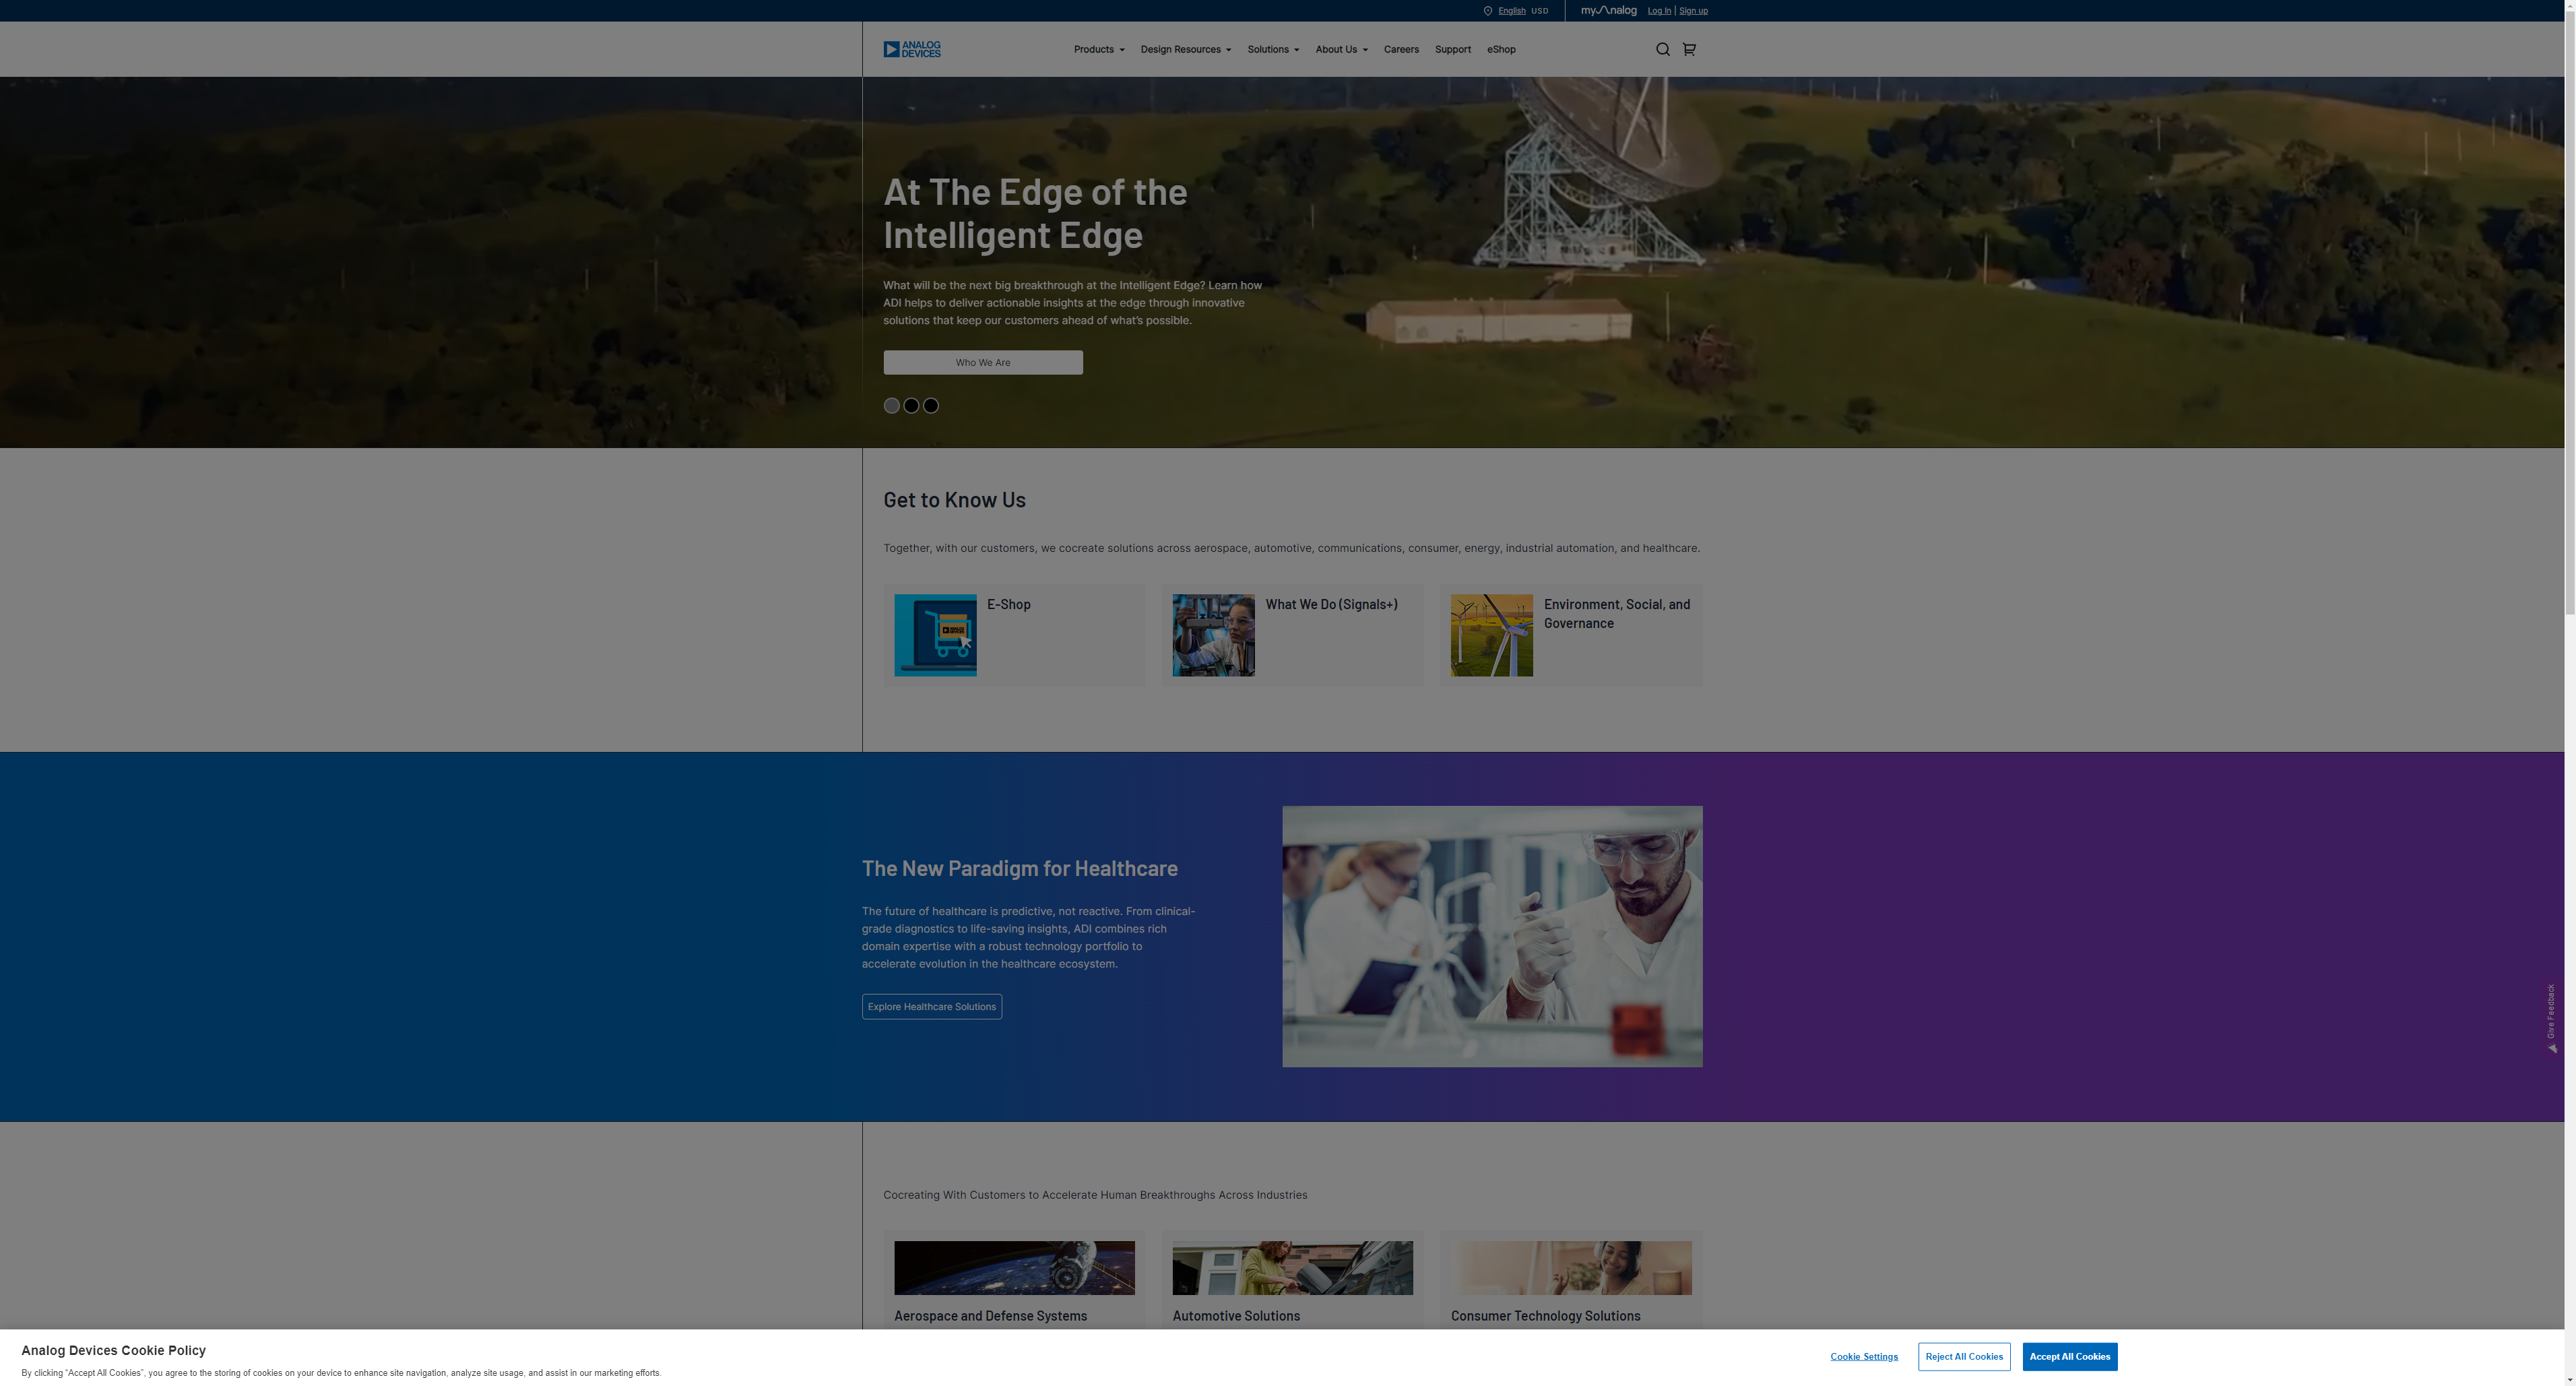 English USD
myAnalog Log In | Sign up
ANALOG
DEVICES
Products Design Resources Solutions About Us Careers Support eShop
At The Edge of the
Intelligent Edge
What will be the next big breakthrough at the Intelligent Edge? Learn how
ADI helps to deliver actionable insights at the edge through innovative
solutions that keep our customers ahead of what's possible.
Who We Are
Get to Know Us
Together, with our customers, we cocreate solutions across aerospace, automotive, communications, consumer, energy, industrial automation, and healthcare.
ANALOG
DEVICES
E-Shop
What We Do (Signals+)
Environment, Social, and
Governance
The New Paradigm for Healthcare
The future of healthcare is predictive, not reactive. From clinical-
grade diagnostics to life-saving insights, ADI combines rich
domain expertise with a robust technology portfolio to
accelerate evolution in the healthcare ecosystem.
Explore Healthcare Solutions
Give Feedback
Cocreating With Customers to Accelerate Human Breakthroughs Across Industries
Aerospace and Defense Systems
Automotive Solutions
Consumer Technology Solutions
Analog Devices Cookie Policy
By clicking “Accept All Cookies”, you agree to the storing of cookies on your device to enhance site navigation, analyze site usage, and assist in our marketing efforts.
Cookie Settings
Reject All Cookies
Accept All Cookies